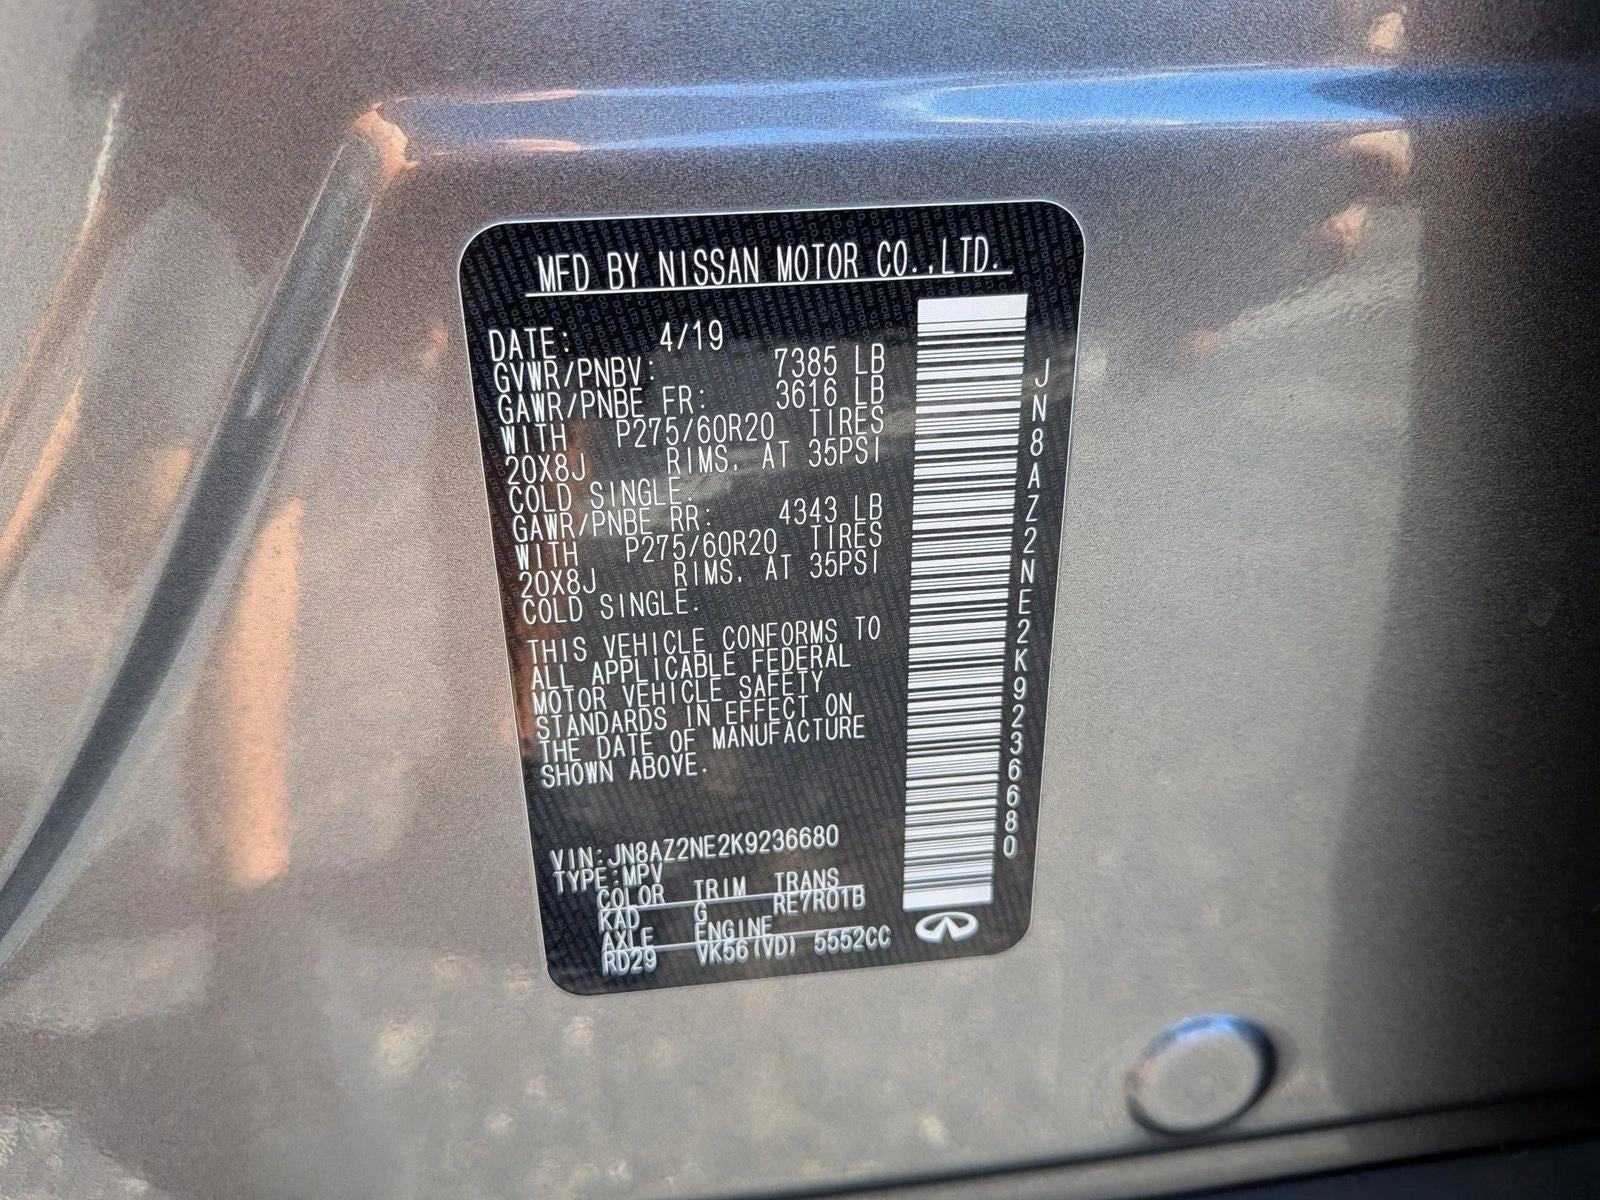 MFD BY NISSAN MOTOR CO.,LTD.
DATE: 4/19
GVWR/PNBV: 7385 LB
GAWR/PNBE FR: 3616 LB
WITH P275/60R20 TIRES
20X8J RIMS, AT 35PSI
COLD SINGLE.
GAWR/PNBE RR: 4343 LB
WITH P275/60R20 TIRES
20X8J RIMS, AT 35PSI
COLD SINGLE.
THIS VEHICLE CONFORMS TO
ALL APPLICABLE FEDERAL
MOTOR VEHICLE SAFETY
STANDARDS IN EFFECT ON
THE DATE OF MANUFACTURE
SHOWN ABOVE.
VIN:JN8AZ2NE2K9236680
TYPE:MPV
COLOR TRIM TRANS
KAD G RE7R01B
AXLE ENGINE
RD29 VK56(VD) 5552CC
JN8AZ2NE2K9236680